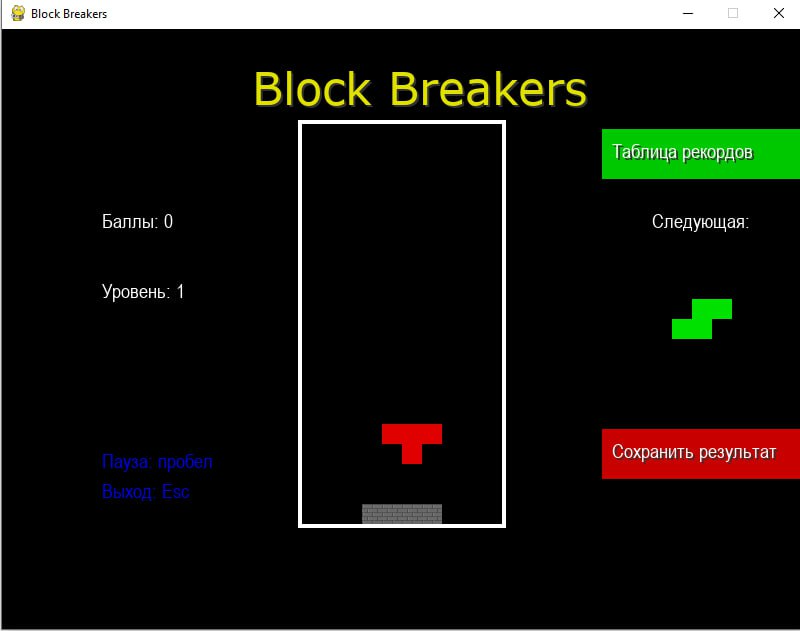 Block Breakers
Block Breakers
Таблица рекордов
Баллы: 0
Следующая:
Уровень: 1
Сохранить результат
Пауза: пробел
Выход: Esc